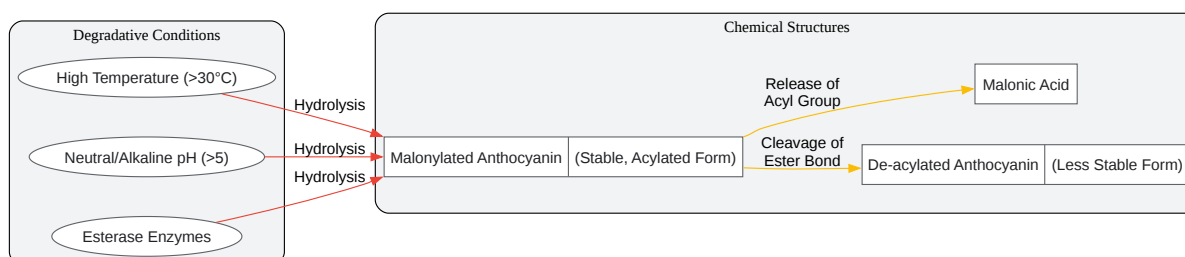 Degradative Conditions
High Temperature (>30°C)
Neutral/Alkaline pH (>5)
Esterase Enzymes
Hydrolysis
Hydrolysis
Hydrolysis
Chemical Structures
Malonylated Anthocyanin
(Stable, Acylated Form)
Release of
Acyl Group
Cleavage of
Ester Bond
Malonic Acid
De-acylated Anthocyanin
(Less Stable Form)